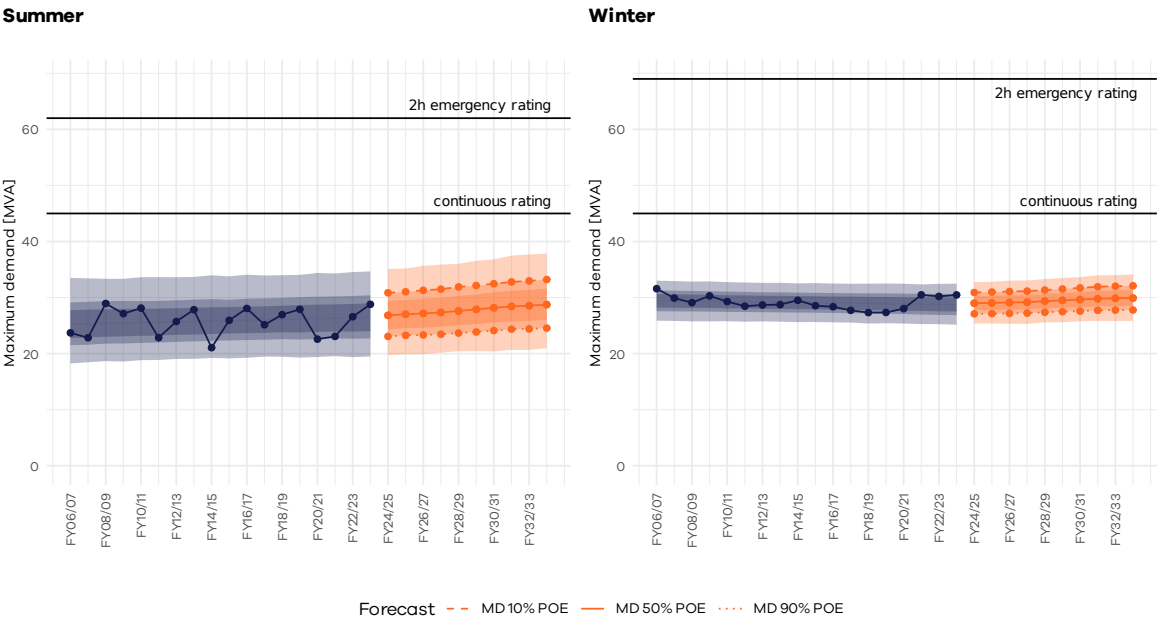 Summer
Maximum demand [MVA]
60
40
20
0
2h emergency rating
continuous rating
FY06/07
FY08/09
FY10/11
FY12/13
FY14/15
FY16/17
FY18/19
FY20/21
FY22/23
FY24/25
FY26/27
FY28/29
FY30/31
FY32/33
Winter
Maximum demand [MVA]
60
40
20
0
2h emergency rating
continuous rating
FY06/07
FY08/09
FY10/11
FY12/13
FY14/15
FY16/17
FY18/19
FY20/21
FY22/23
FY24/25
FY26/27
FY28/29
FY30/31
FY32/33
Forecast MD 10% POE MD 50% POE MD 90% POE